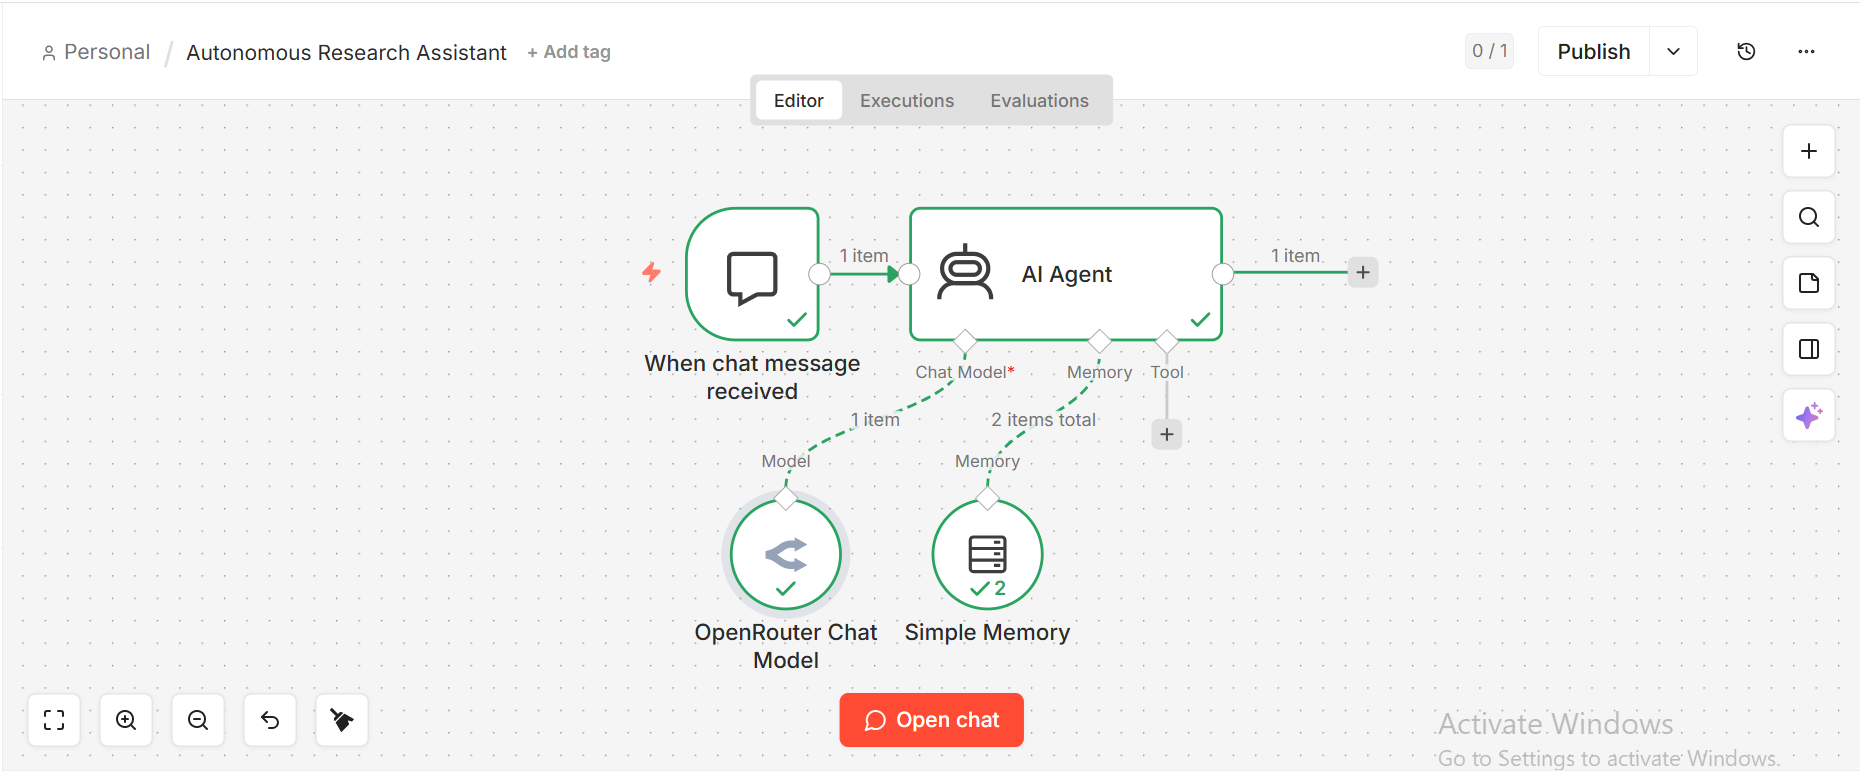 Personal / Autonomous Research Assistant + Add tag
0 / 1
Publish
Editor Executions Evaluations
1 item
AI Agent
1 item
When chat message
received
Chat Model*
Memory
Tool
1 item
2 items total
Model
Memory
2
OpenRouter Chat
Model
Simple Memory
Open chat
Activate Windows
Go to Settings to activate Windows.